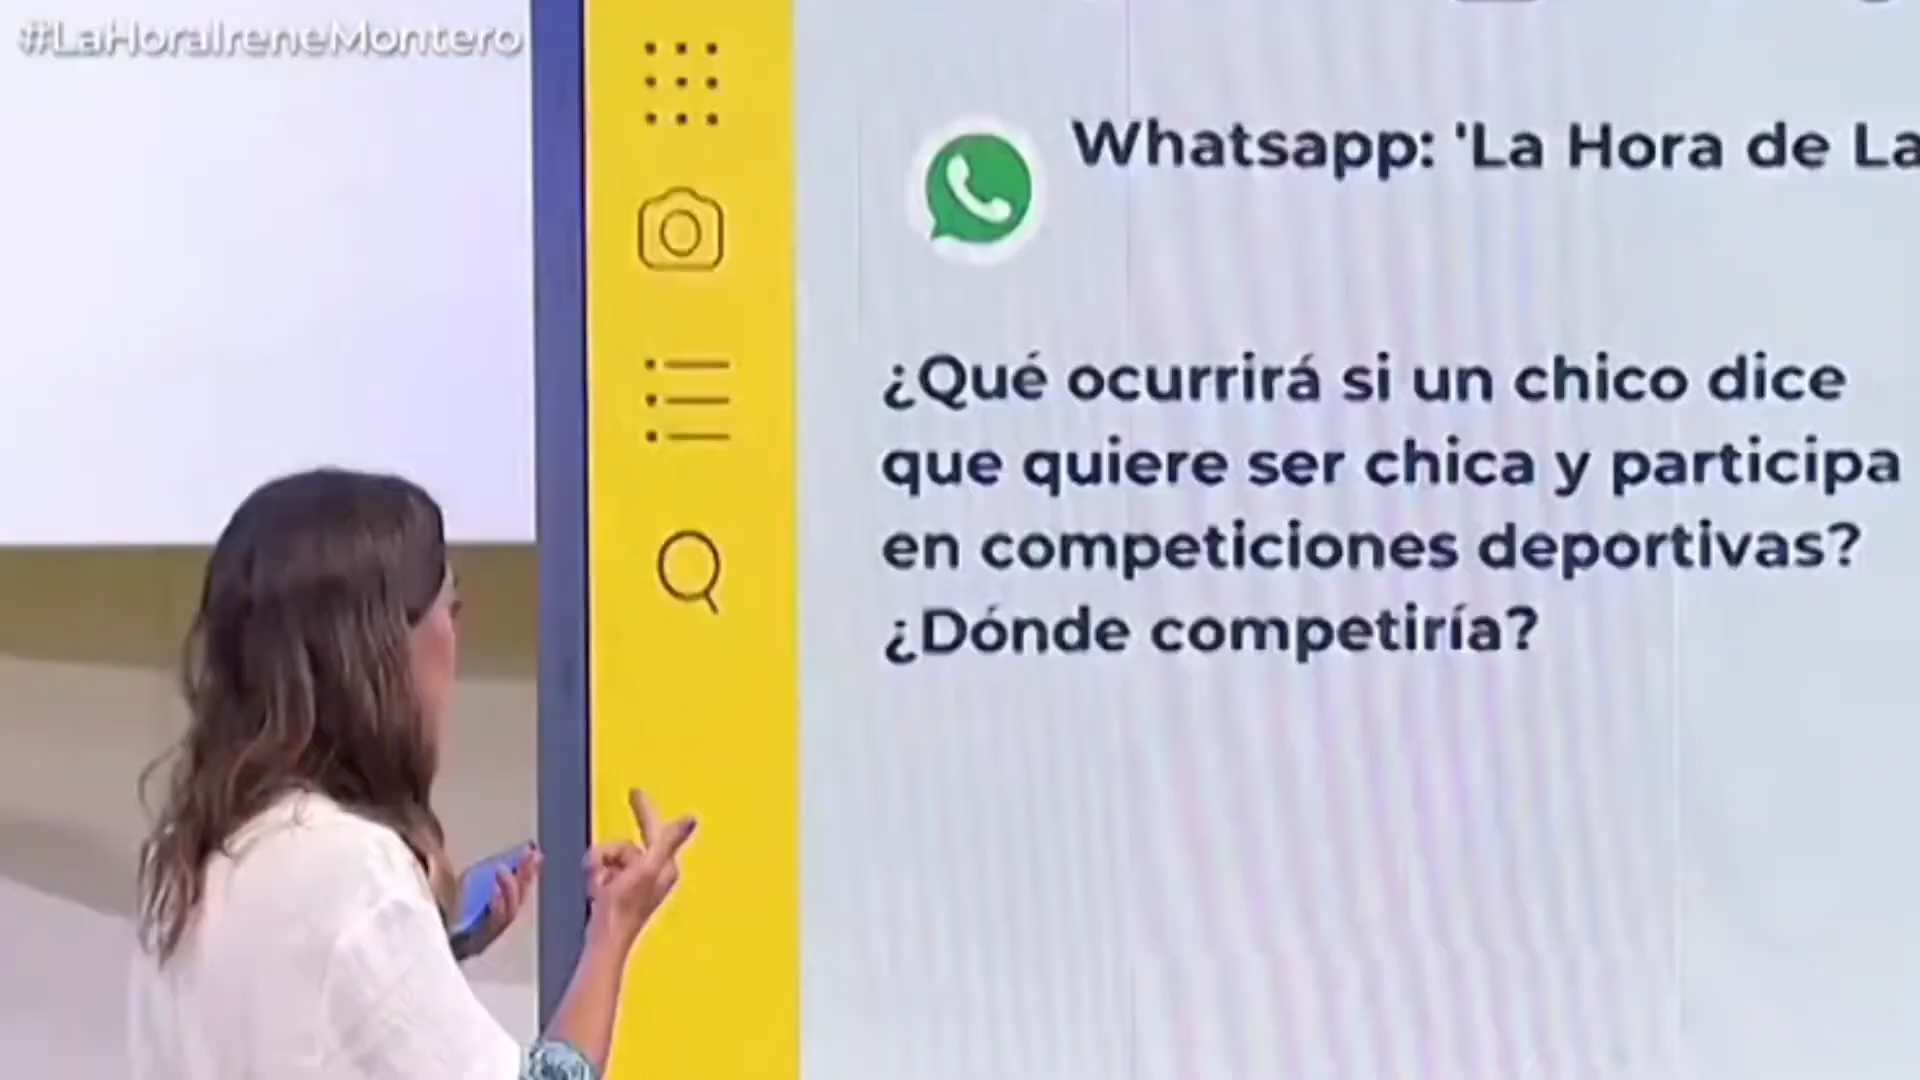 #LaHoraIreneMontero
Whatsapp: 'La Hora de La
¿Qué ocurrirá si un chico dice
que quiere ser chica y participa
en competiciones deportivas?
¿Dónde competiría?